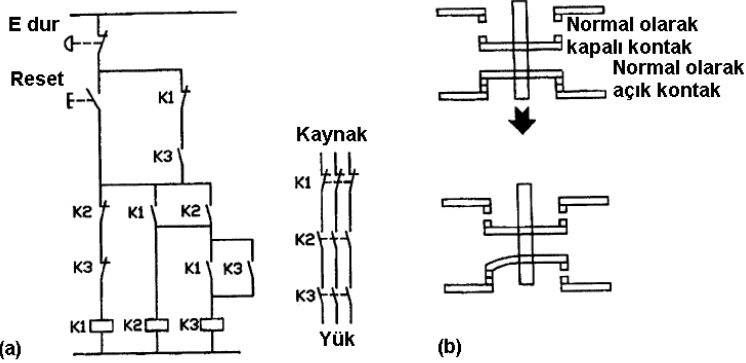 E dur
Reset
K1
K3
K2
K1
K2
K3
K1
K3
K1
K2
K3
(a)
Kaynak
K1
K2
K3
Yük
Normal olarak
kapalı kontak
Normal olarak
açık kontak
(b)